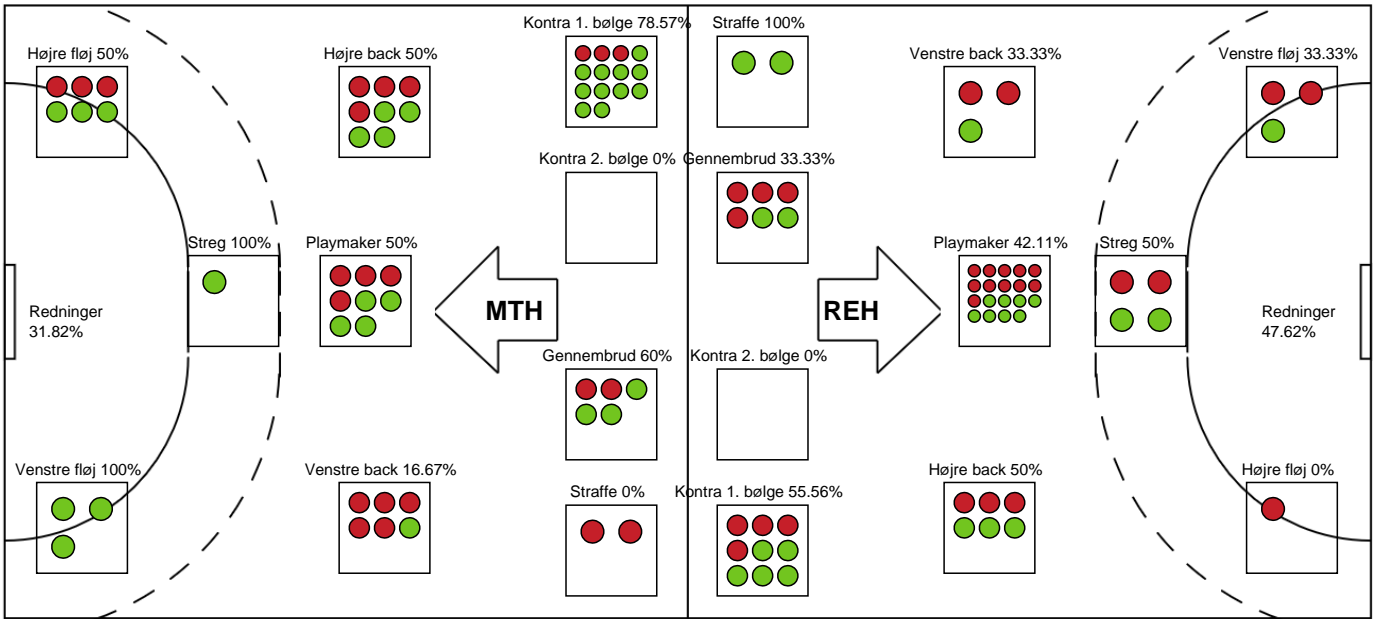 Kontra 1. bølge 78.57%
Straffe 100%
Højre fløj 50%
Højre back 50%
Venstre back 33.33%
Venstre fløj 33.33%
Kontra 2. bølge 0%
Gennembrud 33.33%
Streg 100%
Playmaker 50%
Playmaker 42.11%
Streg 50%
Redninger
31.82%
MTH
REH
Redninger
47.62%
Gennembrud 60%
Kontra 2. bølge 0%
Venstre fløj 100%
Venstre back 16.67%
Straffe 0%
Kontra 1. bølge 55.56%
Højre back 50%
Højre fløj 0%